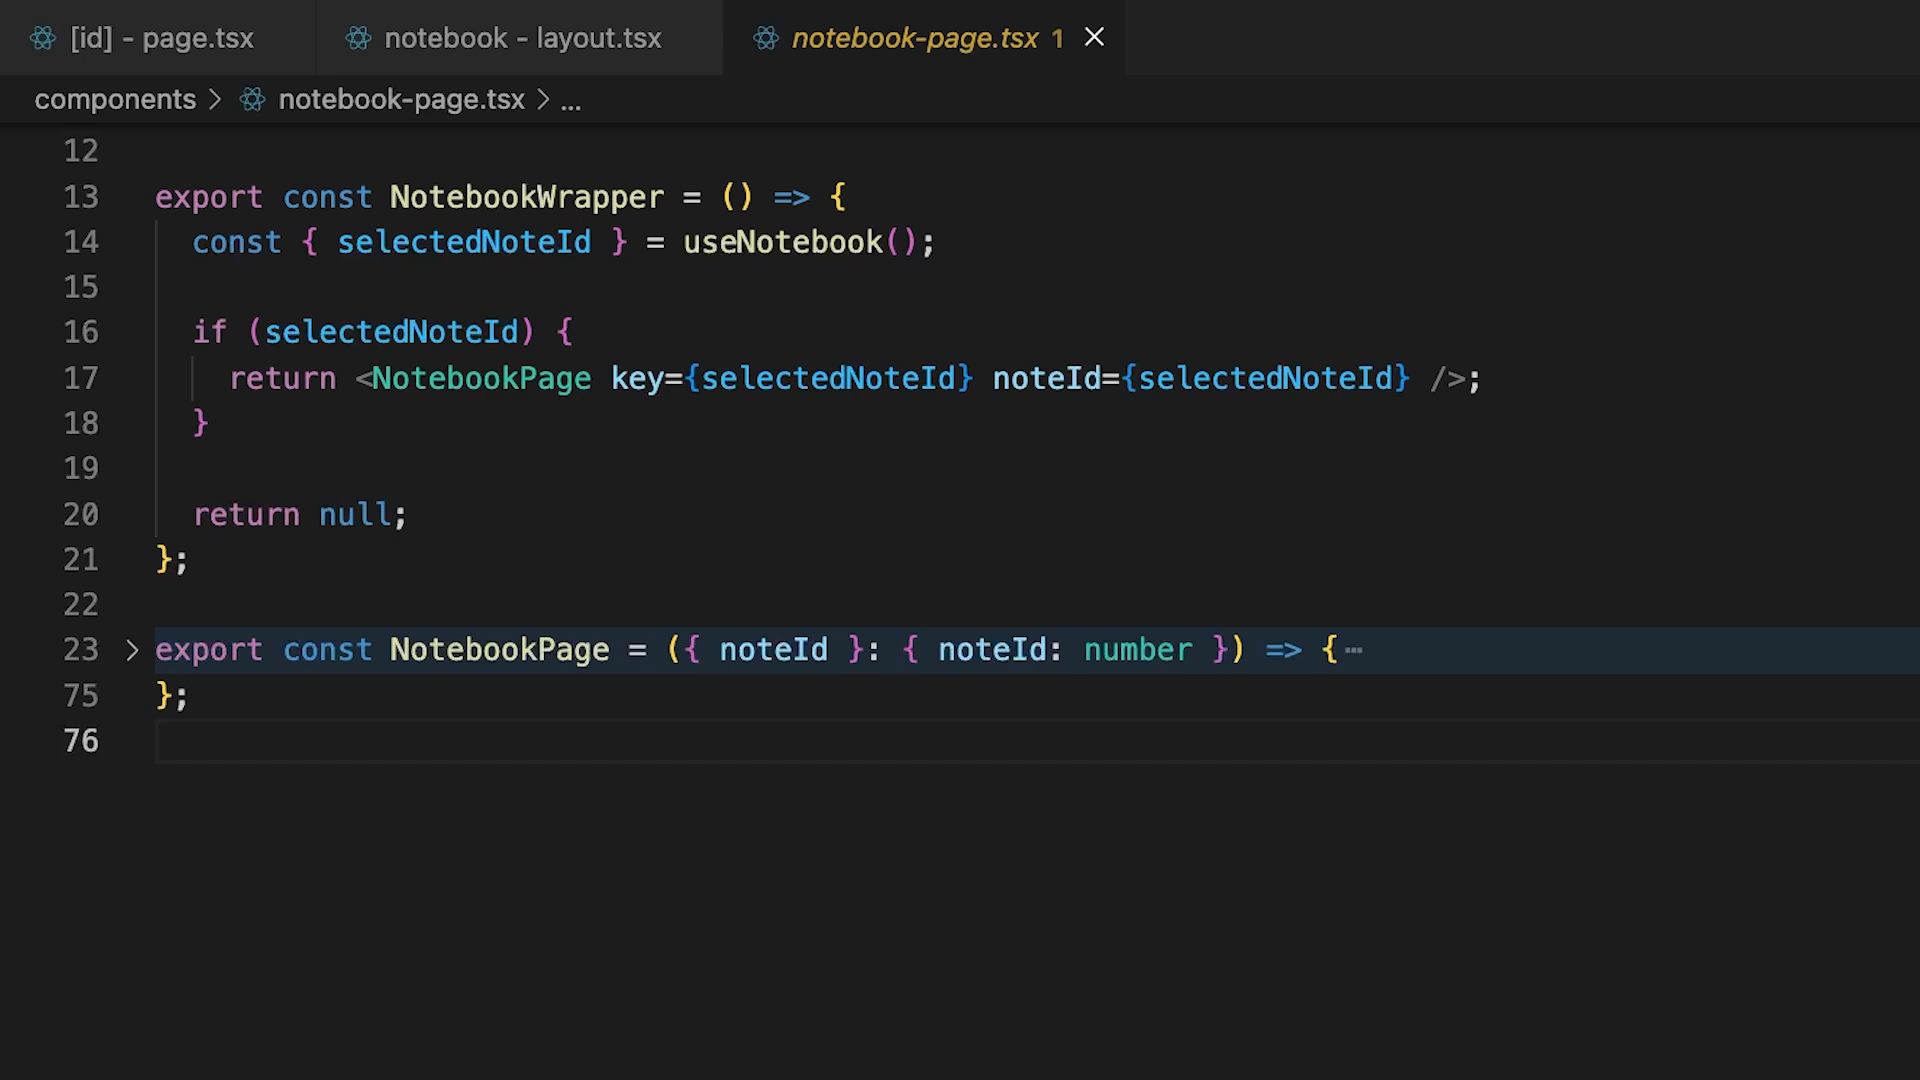 [id] - page.tsx notebook - layout.tsx notebook-page.tsx 1
components > notebook-page.tsx > ...
12
13 export const NotebookWrapper = () => {
14 const { selectedNoteId } = useNotebook();
15
16 if (selectedNoteId) {
17 return <NotebookPage key={selectedNoteId} noteId={selectedNoteId} />;
18 }
19
20 return null;
21 };
22
23 export const NotebookPage = ({ noteId }: { noteId: number }) => {⋯
75 };
76